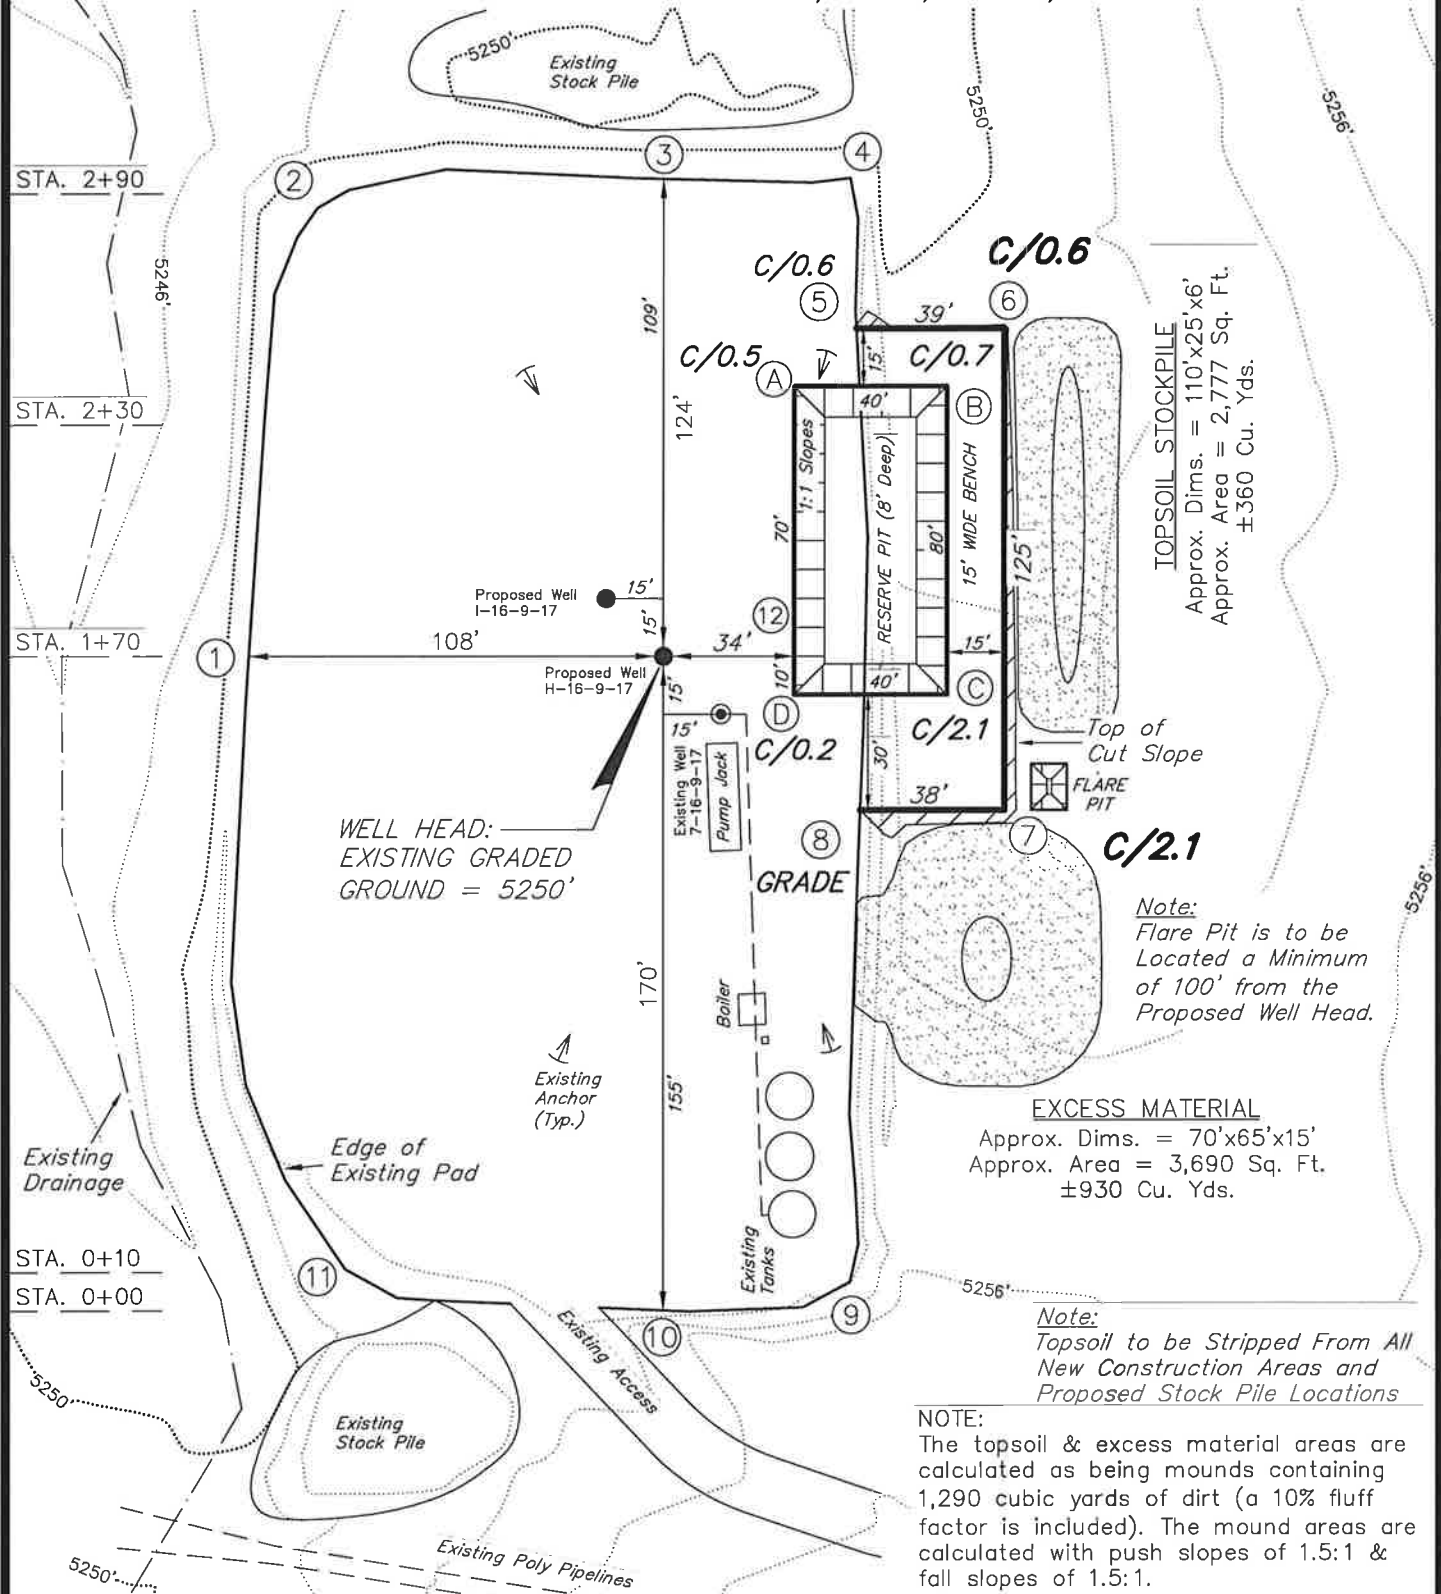 5250'
Existing
Stock Pile
5250'
5256'
3
4
2
STA. 2+90
5246'
C/0.6
C/0.6
5
6
109'
39'
C/0.5
A
15'
C/0.7
TOPSOIL STOCKPILE
Approx. Dims. = 110'x25'x6'
Approx. Area = 2,777 Sq. Ft.
±360 Cu. Yds.
STA. 2+30
124'
40'
B
1:1 Slopes
RESERVE PIT (8' Deep)
15' WIDE BENCH
70'
80'
125'
Proposed Well
I-16-9-17
15'
15'
12
STA. 1+70
1
108'
34'
15'
Proposed Well
H-16-9-17
15'
10'
40'
C
D
15'
C/0.2
C/2.1
Top of
Cut Slope
Existing Well
7-16-9-17
Pump Jack
30'
38'
FLARE
PIT
WELL HEAD:
EXISTING GRADED
GROUND = 5250'
8
GRADE
7
C/2.1
5256'
Note:
Flare Pit is to be
Located a Minimum
of 100' from the
Proposed Well Head.
170'
Boiler
Existing
Anchor
(Typ.)
155'
EXCESS MATERIAL
Approx. Dims. = 70'x65'x15'
Approx. Area = 3,690 Sq. Ft.
±930 Cu. Yds.
Existing
Drainage
Edge of
Existing Pad
Existing
Tanks
STA. 0+10
STA. 0+00
11
10
9
5256'
Existing Access
Note:
Topsoil to be Stripped From All
New Construction Areas and
Proposed Stock Pile Locations
5250'
Existing
Stock Pile
NOTE:
The topsoil & excess material areas are
calculated as being mounds containing
1,290 cubic yards of dirt (a 10% fluff
factor is included). The mound areas are
calculated with push slopes of 1.5:1 &
fall slopes of 1.5:1.
Existing Poly Pipelines
5250'